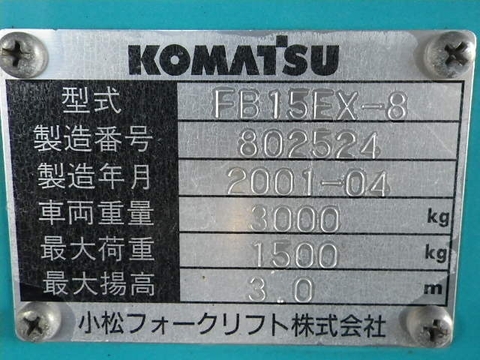 KOMATSU
型式 FB15EX-8
製造番号 802524
製造年月 2001-04
車両重量 3000 kg
最大荷重 1500 kg
最大揚高 3.0 m
小松フォークリフト株式会社